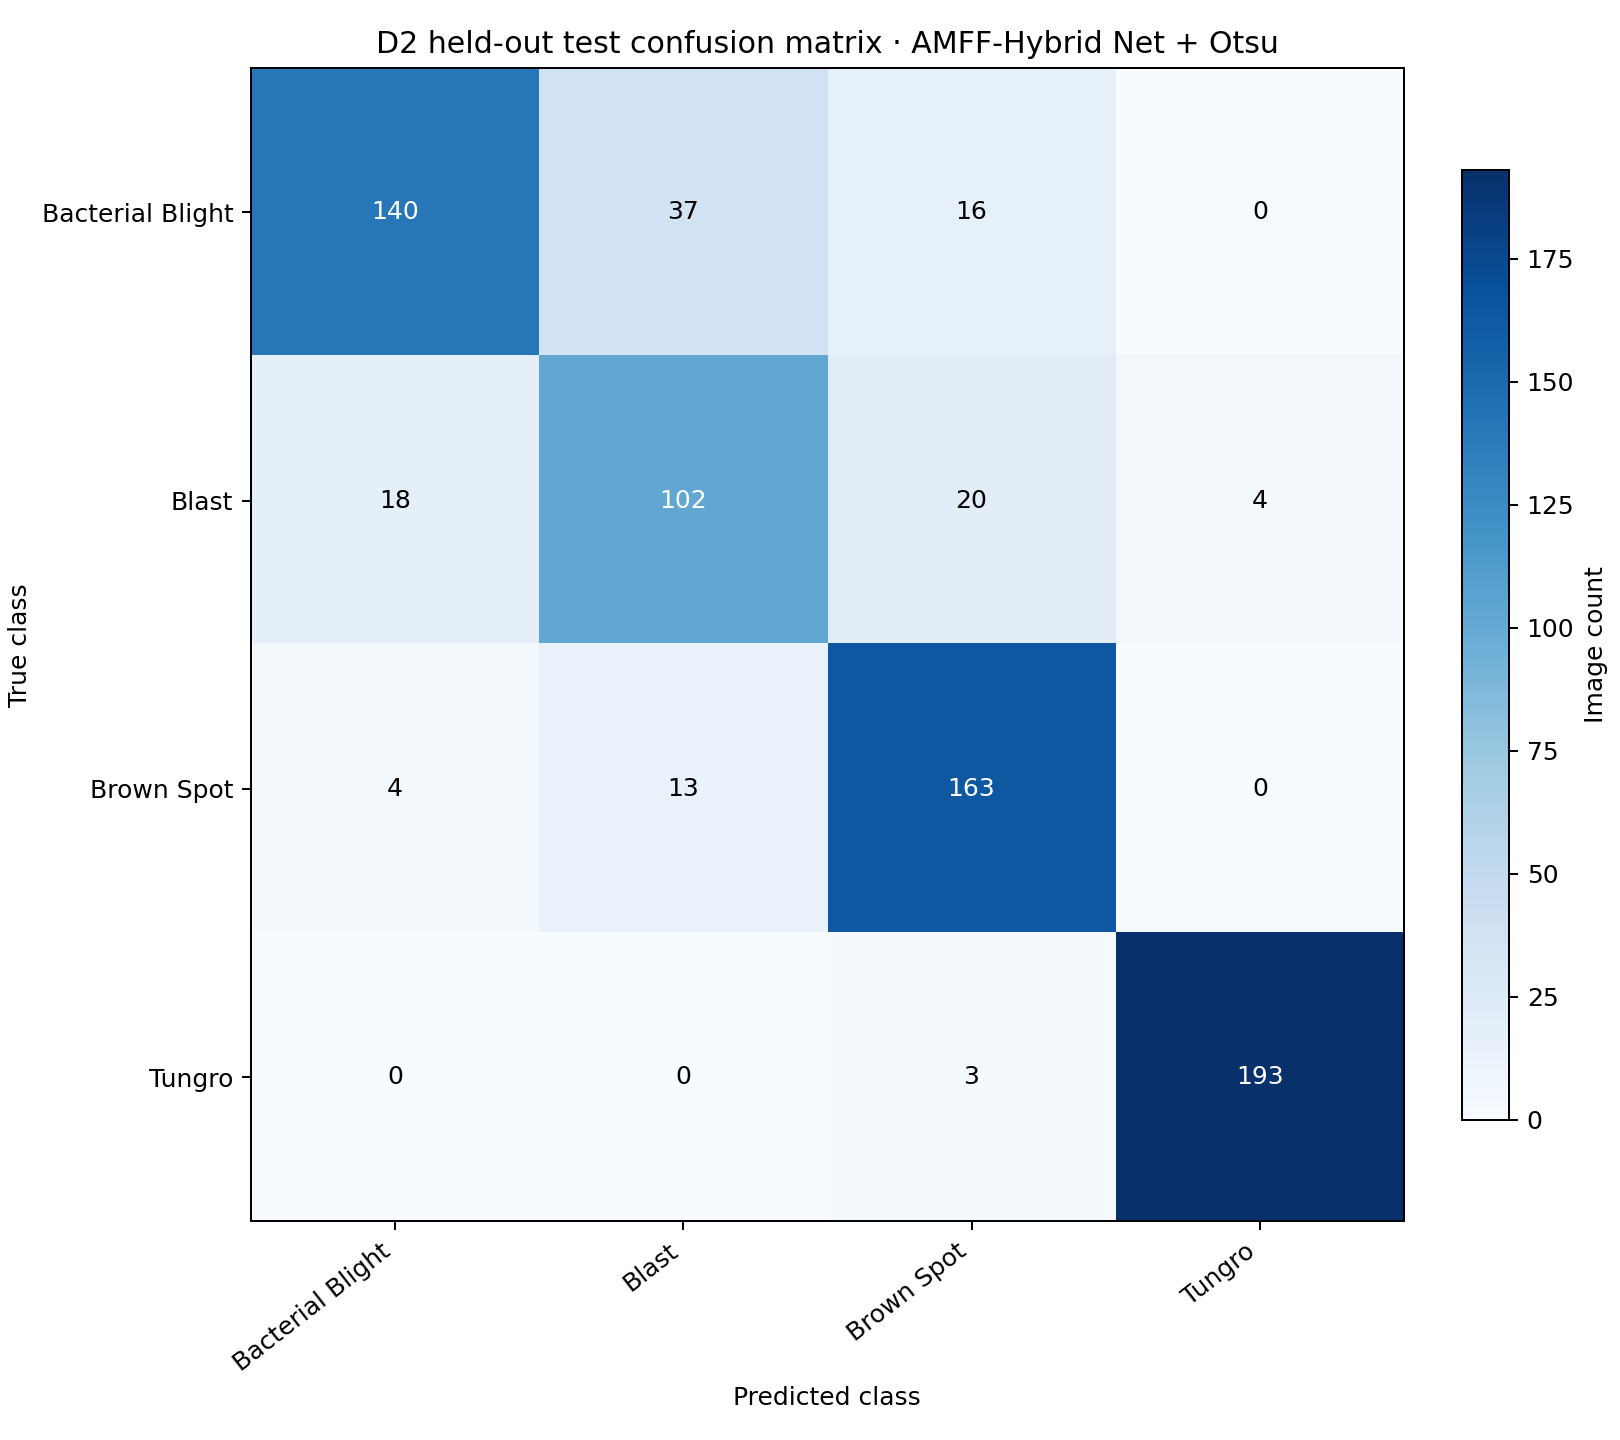 D2 held-out test confusion matrix · AMFF-Hybrid Net + Otsu
True class
Bacterial Blight 140 37 16 0
Blast 18 102 20 4
Brown Spot 4 13 163 0
Tungro 0 0 3 193
Bacterial Blight Blast Brown Spot Tungro
Predicted class
175
150
125
100
75
50
25
0
Image count